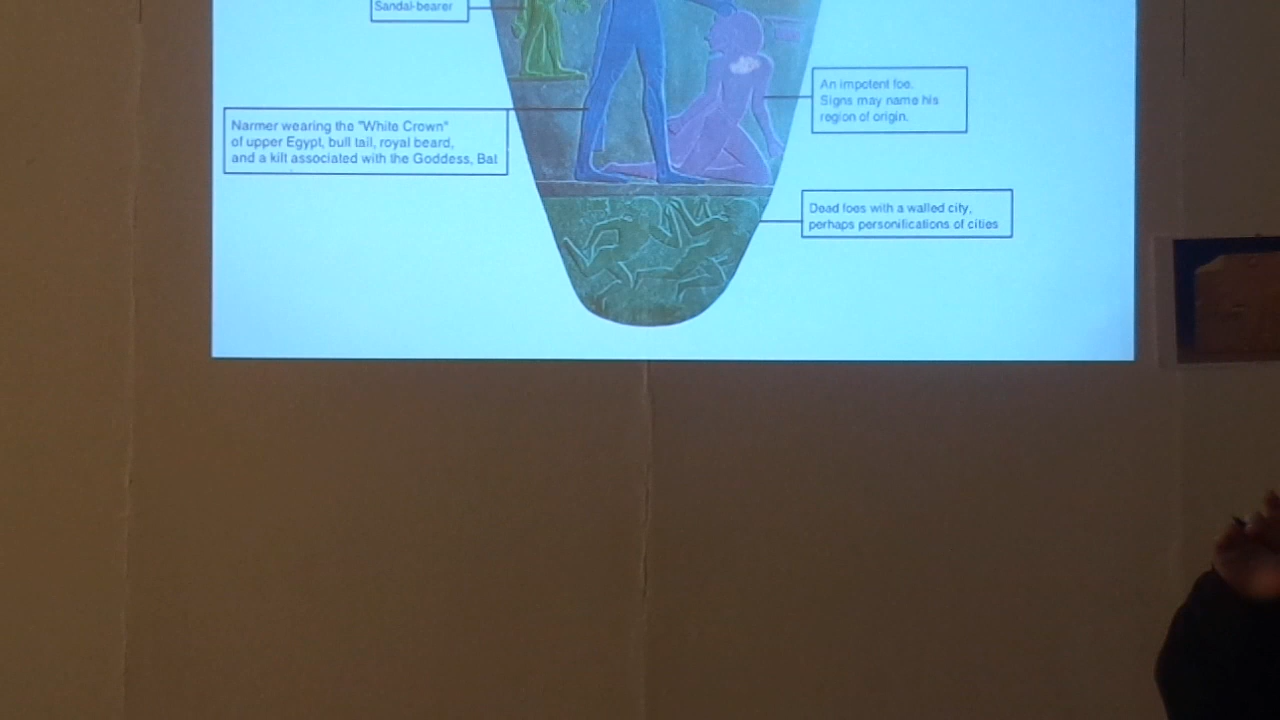 Sandal-bearer
An impotent foe.
Signs may name his
region of origin.
Narmer wearing the "White Crown"
of upper Egypt, bull tail, royal beard,
and a kilt associated with the Goddess, Bat
Dead foes with a walled city,
perhaps personifications of cities